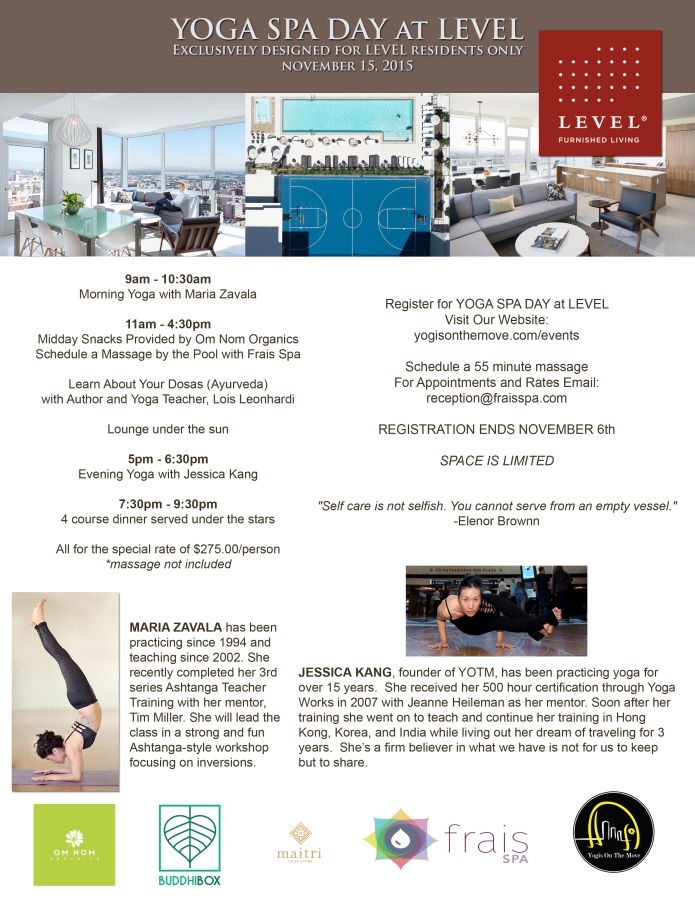 YOGA SPA DAY AT LEVEL
EXCLUSIVELY DESIGNED FOR LEVEL RESIDENTS ONLY
NOVEMBER 15, 2015
LEVEL®
FURNISHED LIVING
9am - 10:30am
Morning Yoga with Maria Zavala
11am - 4:30pm
Midday Snacks Provided by Om Nom Organics
Schedule a Massage by the Pool with Frais Spa
Learn About Your Dosas (Ayurveda)
with Author and Yoga Teacher, Lois Leonhardi
Lounge under the sun
5pm - 6:30pm
Evening Yoga with Jessica Kang
7:30pm - 9:30pm
4 course dinner served under the stars
All for the special rate of $275.00/person
*massage not included
Register for YOGA SPA DAY at LEVEL
Visit Our Website:
yogisonthemove.com/events
Schedule a 55 minute massage
For Appointments and Rates Email:
reception@fraisspa.com
REGISTRATION ENDS NOVEMBER 6th
SPACE IS LIMITED
"Self care is not selfish. You cannot serve from an empty vessel."
-Elenor Brownn
MARIA ZAVALA has been
practicing since 1994 and
teaching since 2002. She
recently completed her 3rd
series Ashtanga Teacher
Training with her mentor,
Tim Miller. She will lead the
class in a strong and fun
Ashtanga-style workshop
focusing on inversions.
JESSICA KANG, founder of YOTM, has been practicing yoga for
over 15 years. She received her 500 hour certification through Yoga
Works in 2007 with Jeanne Heileman as her mentor. Soon after her
training she went on to teach and continue her training in Hong
Kong, Korea, and India while living out her dream of traveling for 3
years. She's a firm believer in what we have is not for us to keep
but to share.
OM NOM
ORGANICS
BUDDHIBOX
maitri
frais
SPA
Yogis On The Move